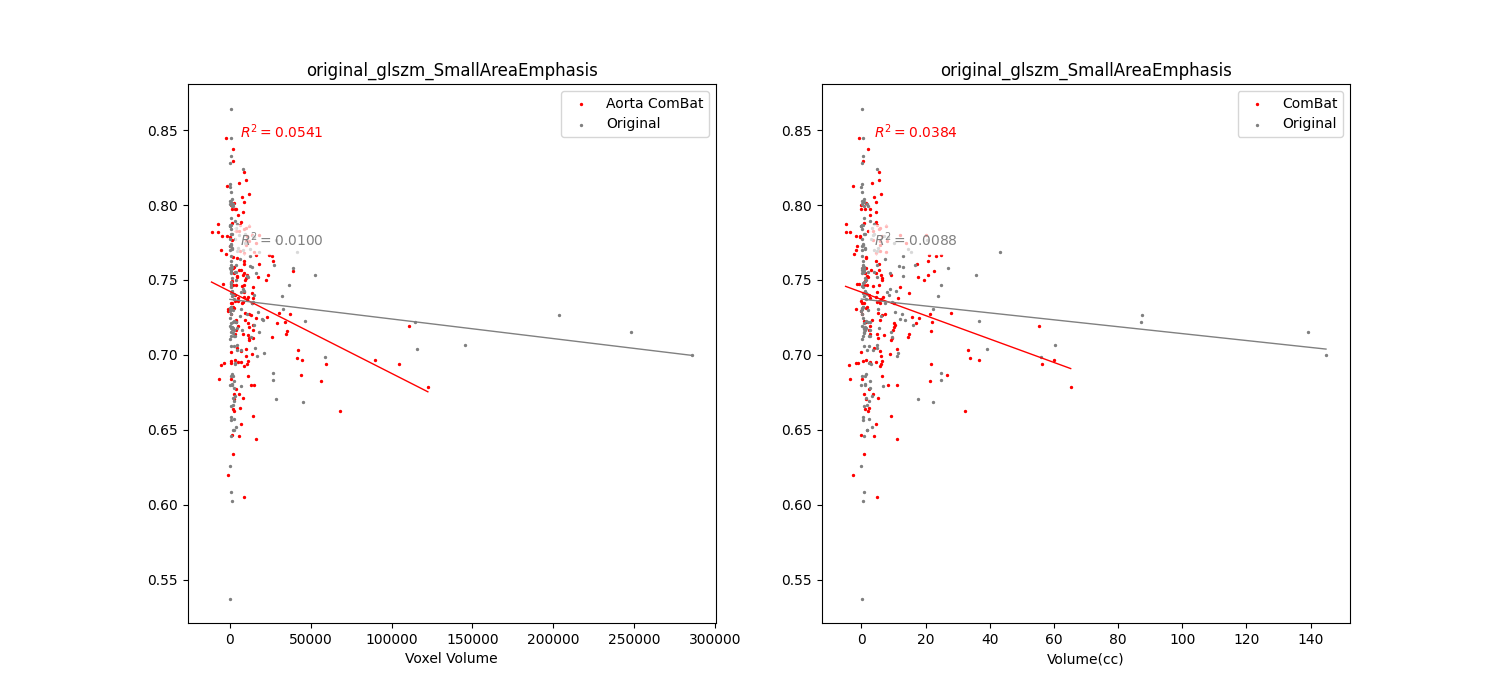 original_glszm_SmallAreaEmphasis
Aorta ComBat
Original
R² = 0.0541
R² = 0.0100
0.85
0.80
0.75
0.70
0.65
0.60
0.55
0 50000 100000 150000 200000 250000 300000
Voxel Volume
original_glszm_SmallAreaEmphasis
ComBat
Original
R² = 0.0384
R² = 0.0088
0.85
0.80
0.75
0.70
0.65
0.60
0.55
0 20 40 60 80 100 120 140
Volume(cc)